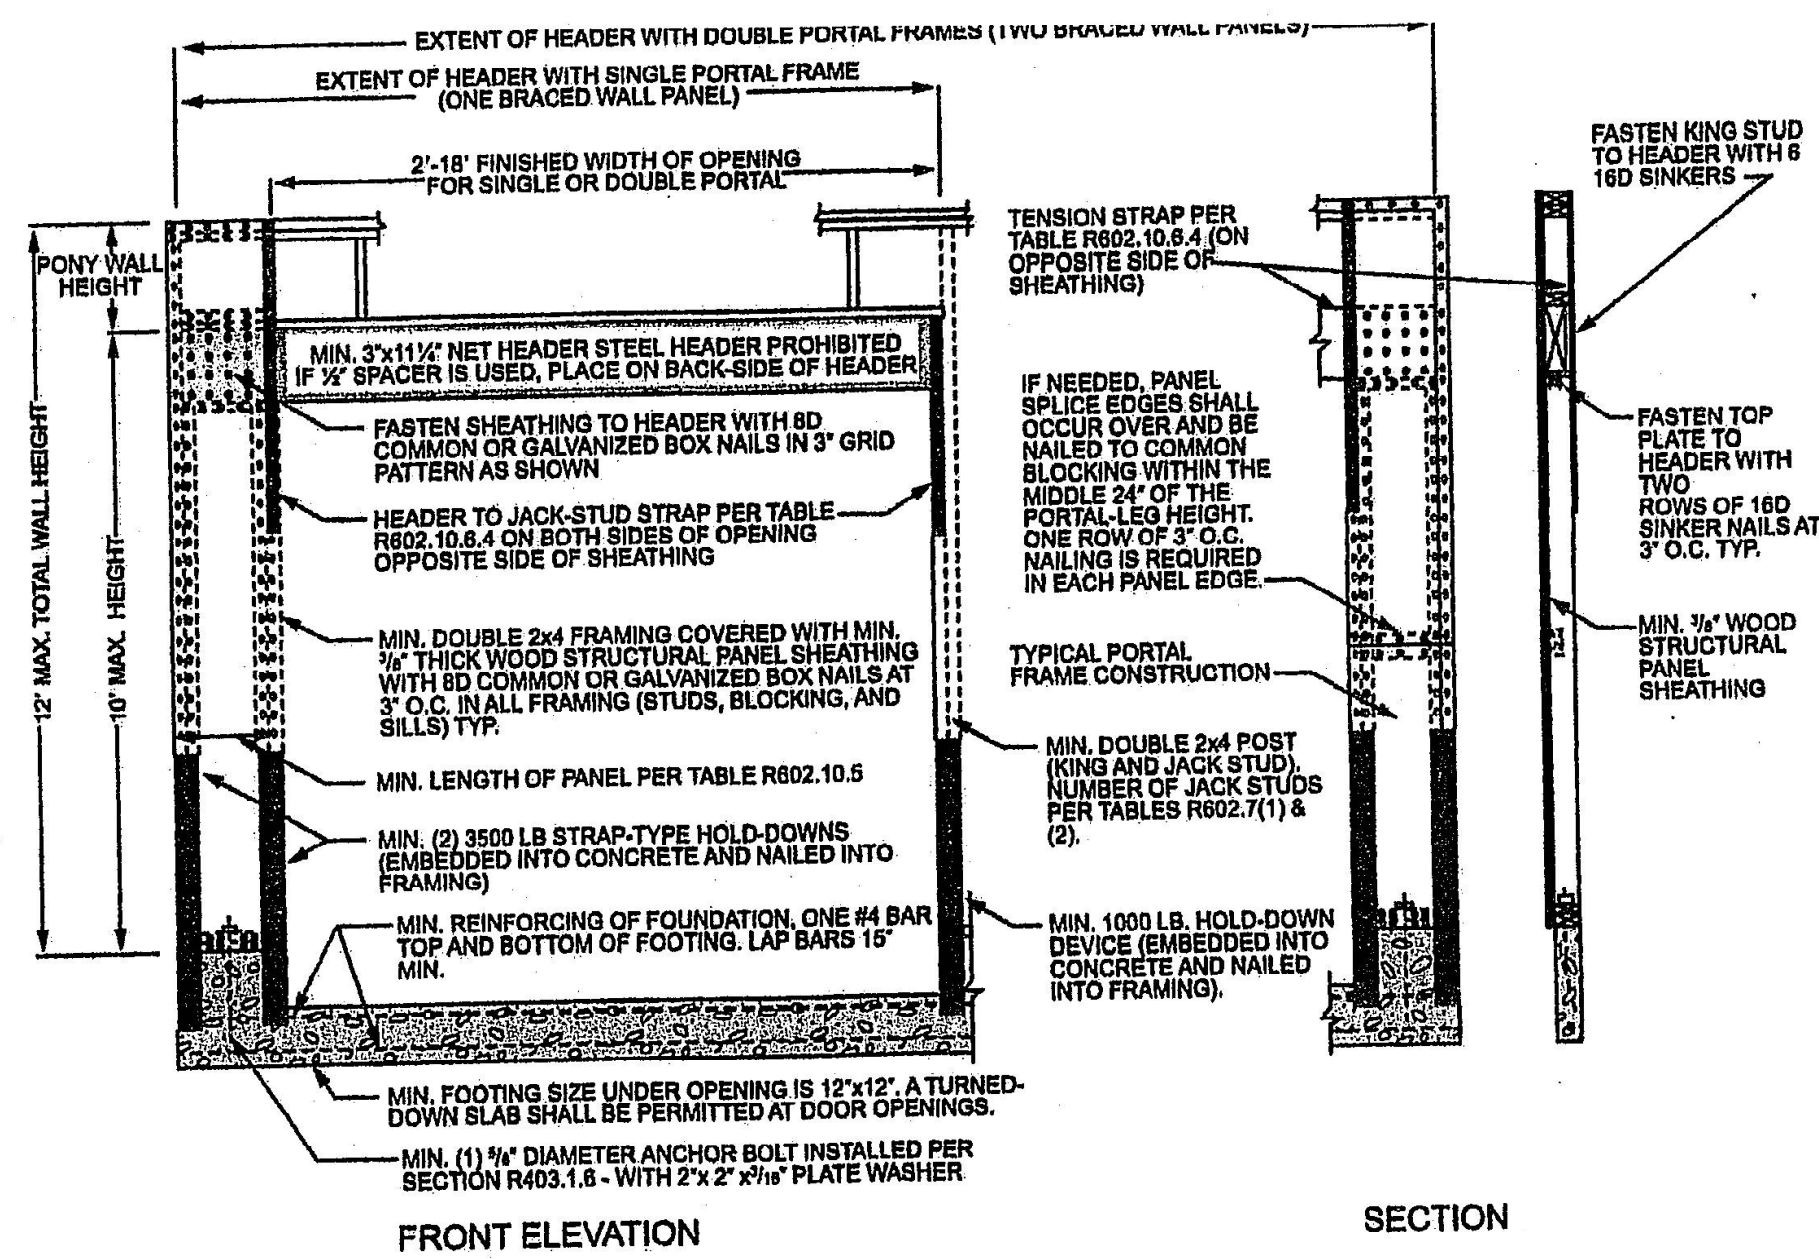 EXTENT OF HEADER WITH DOUBLE PORTAL FRAMES (TWO BRACED WALL PANELS)
EXTENT OF HEADER WITH SINGLE PORTAL FRAME
(ONE BRACED WALL PANEL)
2'-18' FINISHED WIDTH OF OPENING
FOR SINGLE OR DOUBLE PORTAL
PONY WALL
HEIGHT
12' MAX. TOTAL WALL HEIGHT
10' MAX. HEIGHT
MIN. 3"x11¼" NET HEADER STEEL HEADER PROHIBITED
IF ½" SPACER IS USED, PLACE ON BACK-SIDE OF HEADER
FASTEN SHEATHING TO HEADER WITH 8D
COMMON OR GALVANIZED BOX NAILS IN 3" GRID
PATTERN AS SHOWN
HEADER TO JACK-STUD STRAP PER TABLE
R602.10.6.4 ON BOTH SIDES OF OPENING
OPPOSITE SIDE OF SHEATHING
MIN. DOUBLE 2x4 FRAMING COVERED WITH MIN.
3/8" THICK WOOD STRUCTURAL PANEL SHEATHING
WITH 8D COMMON OR GALVANIZED BOX NAILS AT
3" O.C. IN ALL FRAMING (STUDS, BLOCKING, AND
SILLS) TYP.
MIN. LENGTH OF PANEL PER TABLE R602.10.5
MIN. (2) 3500 LB STRAP-TYPE HOLD-DOWNS
(EMBEDDED INTO CONCRETE AND NAILED INTO
FRAMING)
MIN. REINFORCING OF FOUNDATION, ONE #4 BAR
TOP AND BOTTOM OF FOOTING. LAP BARS 15"
MIN.
MIN. FOOTING SIZE UNDER OPENING IS 12"x12". A TURNED-
DOWN SLAB SHALL BE PERMITTED AT DOOR OPENINGS.
MIN. (1) 5/8" DIAMETER ANCHOR BOLT INSTALLED PER
SECTION R403.1.6 - WITH 2"x 2" x3/16" PLATE WASHER
FRONT ELEVATION
TENSION STRAP PER
TABLE R602.10.6.4 (ON
OPPOSITE SIDE OF
SHEATHING)
IF NEEDED, PANEL
SPLICE EDGES SHALL
OCCUR OVER AND BE
NAILED TO COMMON
BLOCKING WITHIN THE
MIDDLE 24" OF THE
PORTAL-LEG HEIGHT.
ONE ROW OF 3" O.C.
NAILING IS REQUIRED
IN EACH PANEL EDGE.
TYPICAL PORTAL
FRAME CONSTRUCTION
MIN. DOUBLE 2x4 POST
(KING AND JACK STUD).
NUMBER OF JACK STUDS
PER TABLES R602.7(1) &
(2).
MIN. 1000 LB. HOLD-DOWN
DEVICE (EMBEDDED INTO
CONCRETE AND NAILED
INTO FRAMING).
FASTEN KING STUD
TO HEADER WITH 6
16D SINKERS
FASTEN TOP
PLATE TO
HEADER WITH
TWO
ROWS OF 16D
SINKER NAILS AT
3" O.C. TYP.
MIN. 3/8" WOOD
STRUCTURAL
PANEL
SHEATHING
SECTION